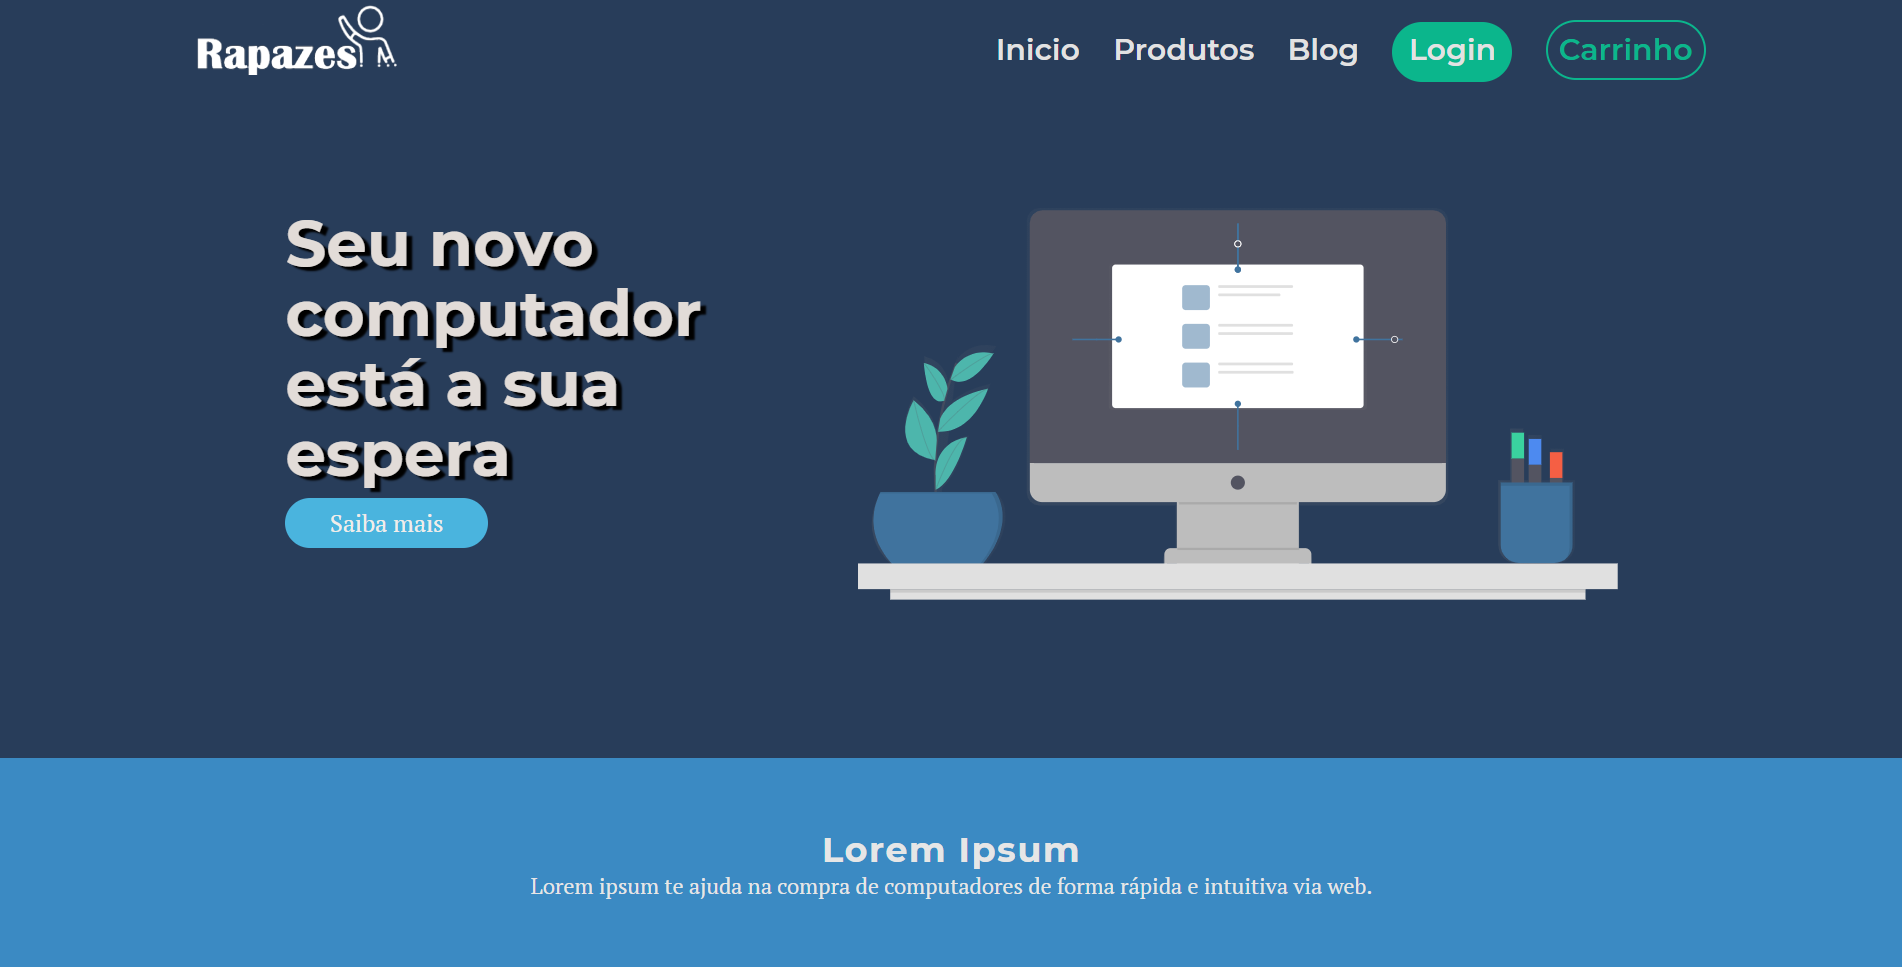 Rapazes
Inicio Produtos Blog Login Carrinho
Seu novo
computador
está a sua
espera
Saiba mais
Lorem Ipsum
Lorem ipsum te ajuda na compra de computadores de forma rápida e intuitiva via web.